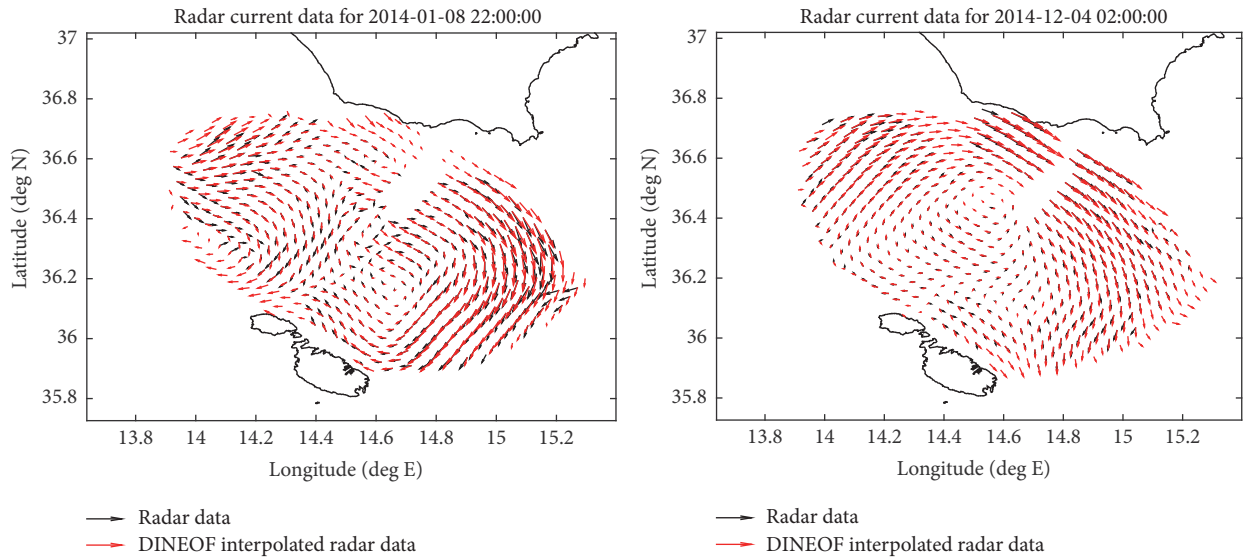 Radar current data for 2014-01-08 22:00:00
37
36.8
36.6
36.4
36.2
36
35.8
Latitude (deg N)
13.8 14 14.2 14.4 14.6 14.8 15 15.2
Longitude (deg E)
Radar data
DINEOF interpolated radar data
Radar current data for 2014-12-04 02:00:00
37
36.8
36.6
36.4
36.2
36
35.8
Latitude (deg N)
13.8 14 14.2 14.4 14.6 14.8 15 15.2
Longitude (deg E)
Radar data
DINEOF interpolated radar data